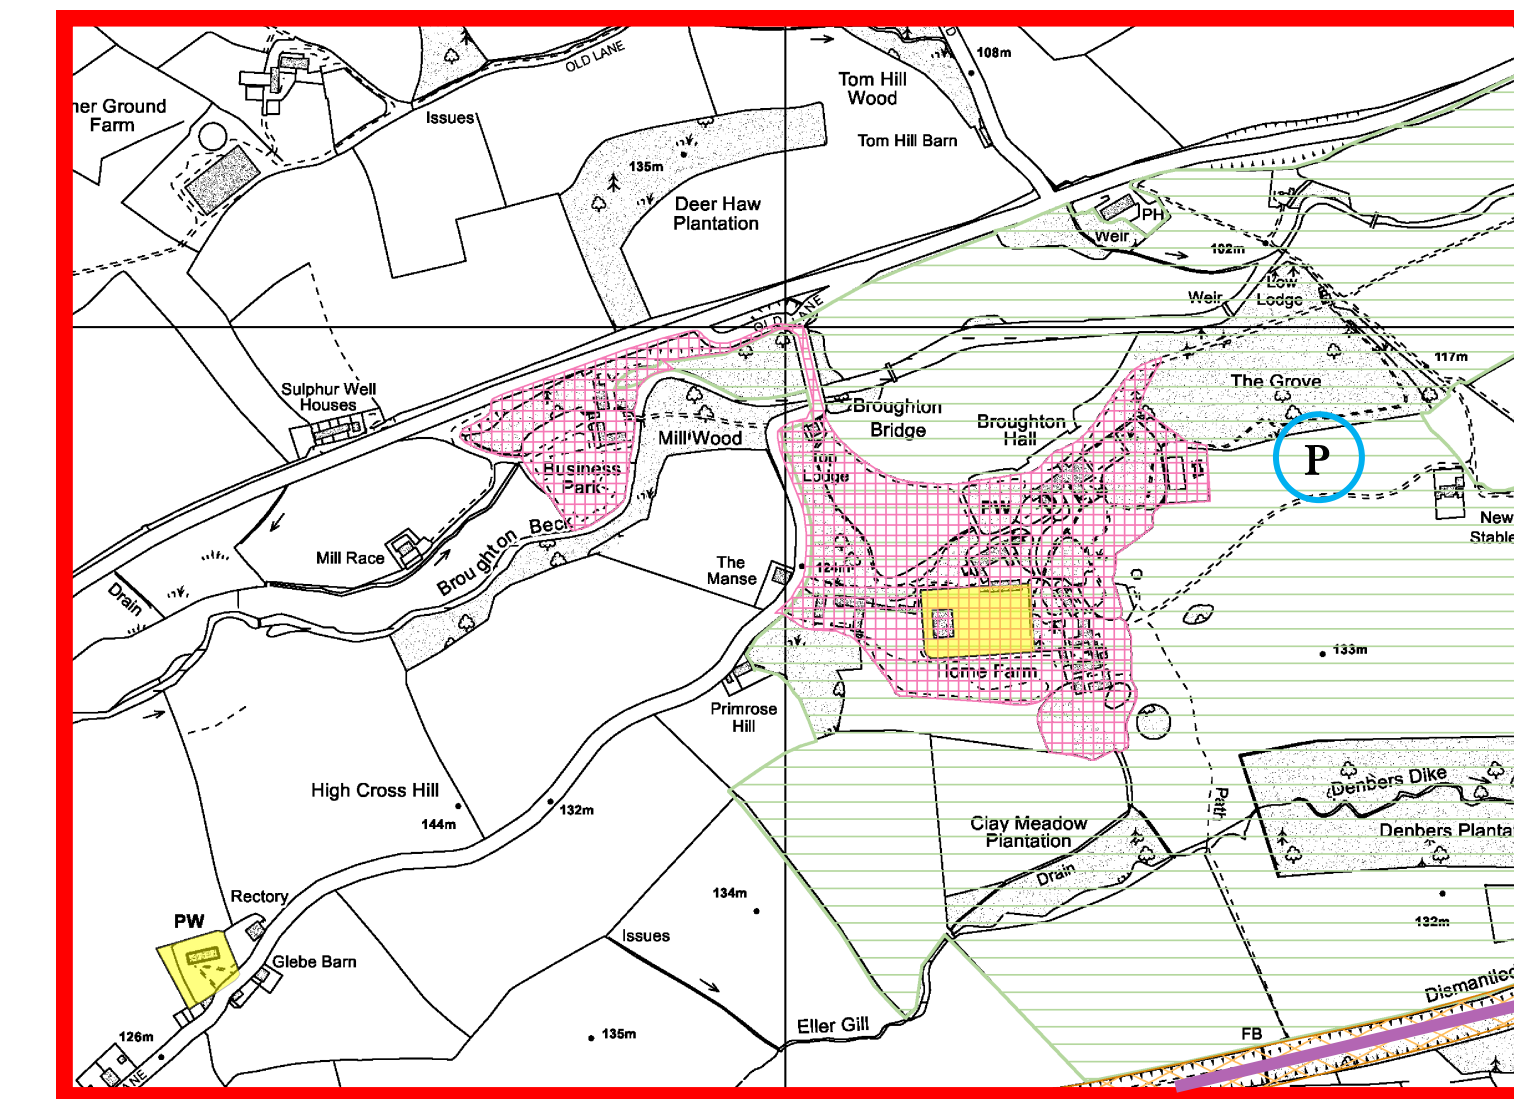 108m
OLD LANE
Tom Hill
Wood
ner Ground
Farm
Issues
Tom Hill Barn
135m
Deer Haw
Plantation
PH
Weir
102m
Low
Lodge
Weir
OLD LANE
117m
The Grove
Sulphur Well
Houses
Broughton
Bridge
Broughton
Hall
Mill Wood
P
Top
Lodge
Business
Park
PW
New
Stable
Beck
Broughton
Mill Race
The
Manse
124m
Drain
133m
Home Farm
Primrose
Hill
Denbers Dike
High Cross Hill
132m
144m
Path
Clay Meadow
Plantation
Denbers Planta
Drain
Rectory
134m
PW
132m
Issues
Glebe Barn
Dismantled
Eller Gill
126m
135m
FB
ANE